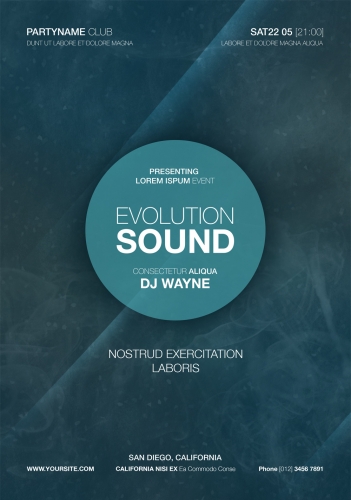 PARTYNAME CLUB
DUNT UT LABORE ET DOLORE MAGNA
SAT22 05 [21:00]
LABORE ET DOLORE MAGNA ALIQUA
PRESENTING
LOREM ISPUM EVENT
EVOLUTION
SOUND
CONSECTETUR ALIQUA
DJ WAYNE
NOSTRUD EXERCITATION
LABORIS
SAN DIEGO, CALIFORNIA
WWW.YOURSITE.COM
CALIFORNIA NISI EX Ea Commodo Conse
Phone [012] 3456 7891